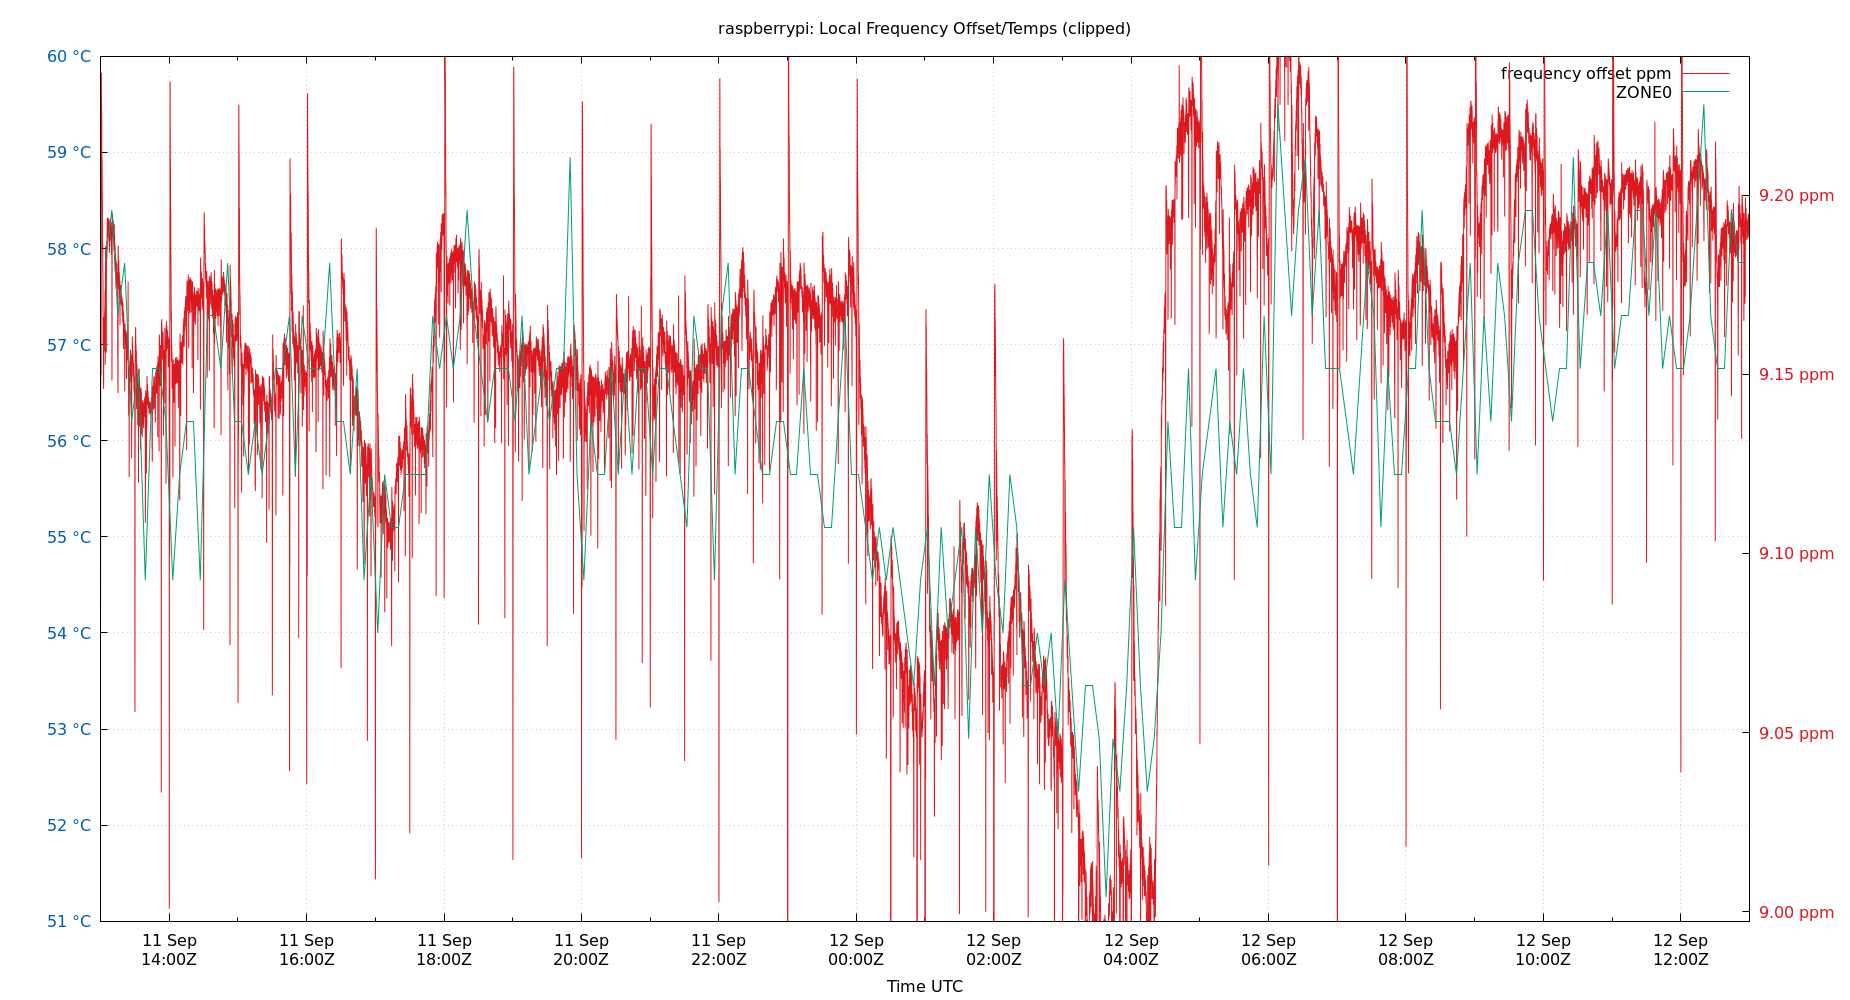 raspberrypi: Local Frequency Offset/Temps (clipped)
60 °C
59 °C
58 °C
57 °C
56 °C
55 °C
54 °C
53 °C
52 °C
51 °C
frequency offset ppm
ZONE0
9.20 ppm
9.15 ppm
9.10 ppm
9.05 ppm
9.00 ppm
11 Sep
14:00Z
11 Sep
16:00Z
11 Sep
18:00Z
11 Sep
20:00Z
11 Sep
22:00Z
12 Sep
00:00Z
12 Sep
02:00Z
12 Sep
04:00Z
12 Sep
06:00Z
12 Sep
08:00Z
12 Sep
10:00Z
12 Sep
12:00Z
Time UTC